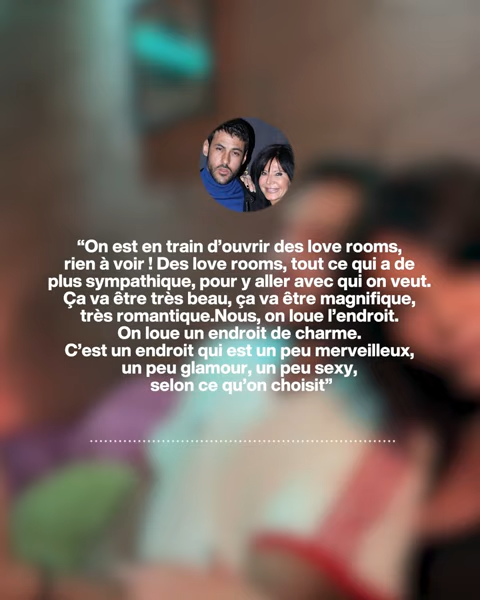 “On est en train d’ouvrir des love rooms,
rien à voir ! Des love rooms, tout ce qui a de
plus sympathique, pour y aller avec qui on veut.
Ça va être très beau, ça va être magnifique,
très romantique.Nous, on loue l’endroit.
On loue un endroit de charme.
C’est un endroit qui est un peu merveilleux,
un peu glamour, un peu sexy,
selon ce qu’on choisit”